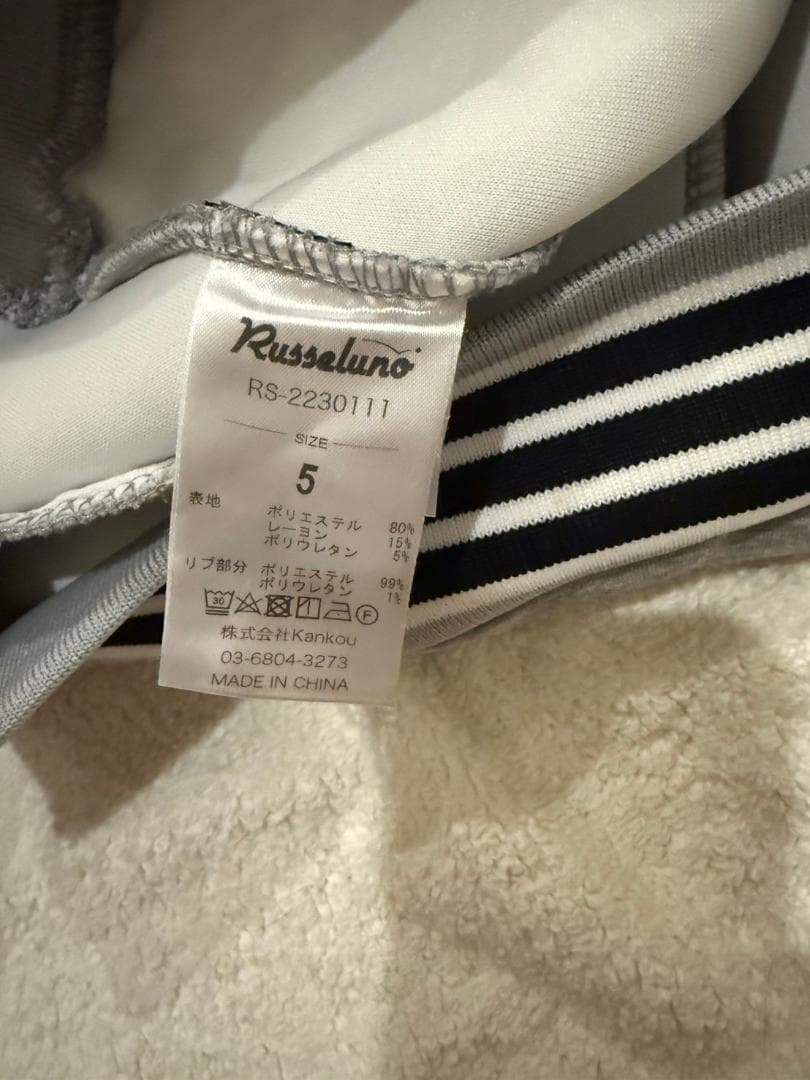 Russeluno
RS-2230111
SIZE
5
表地 ポリエステル 80%
レーヨン 15%
ポリウレタン 5%
リブ部分 ポリエステル 99%
ポリウレタン 1%
30 F
株式会社Kankou
03-6804-3273
MADE IN CHINA